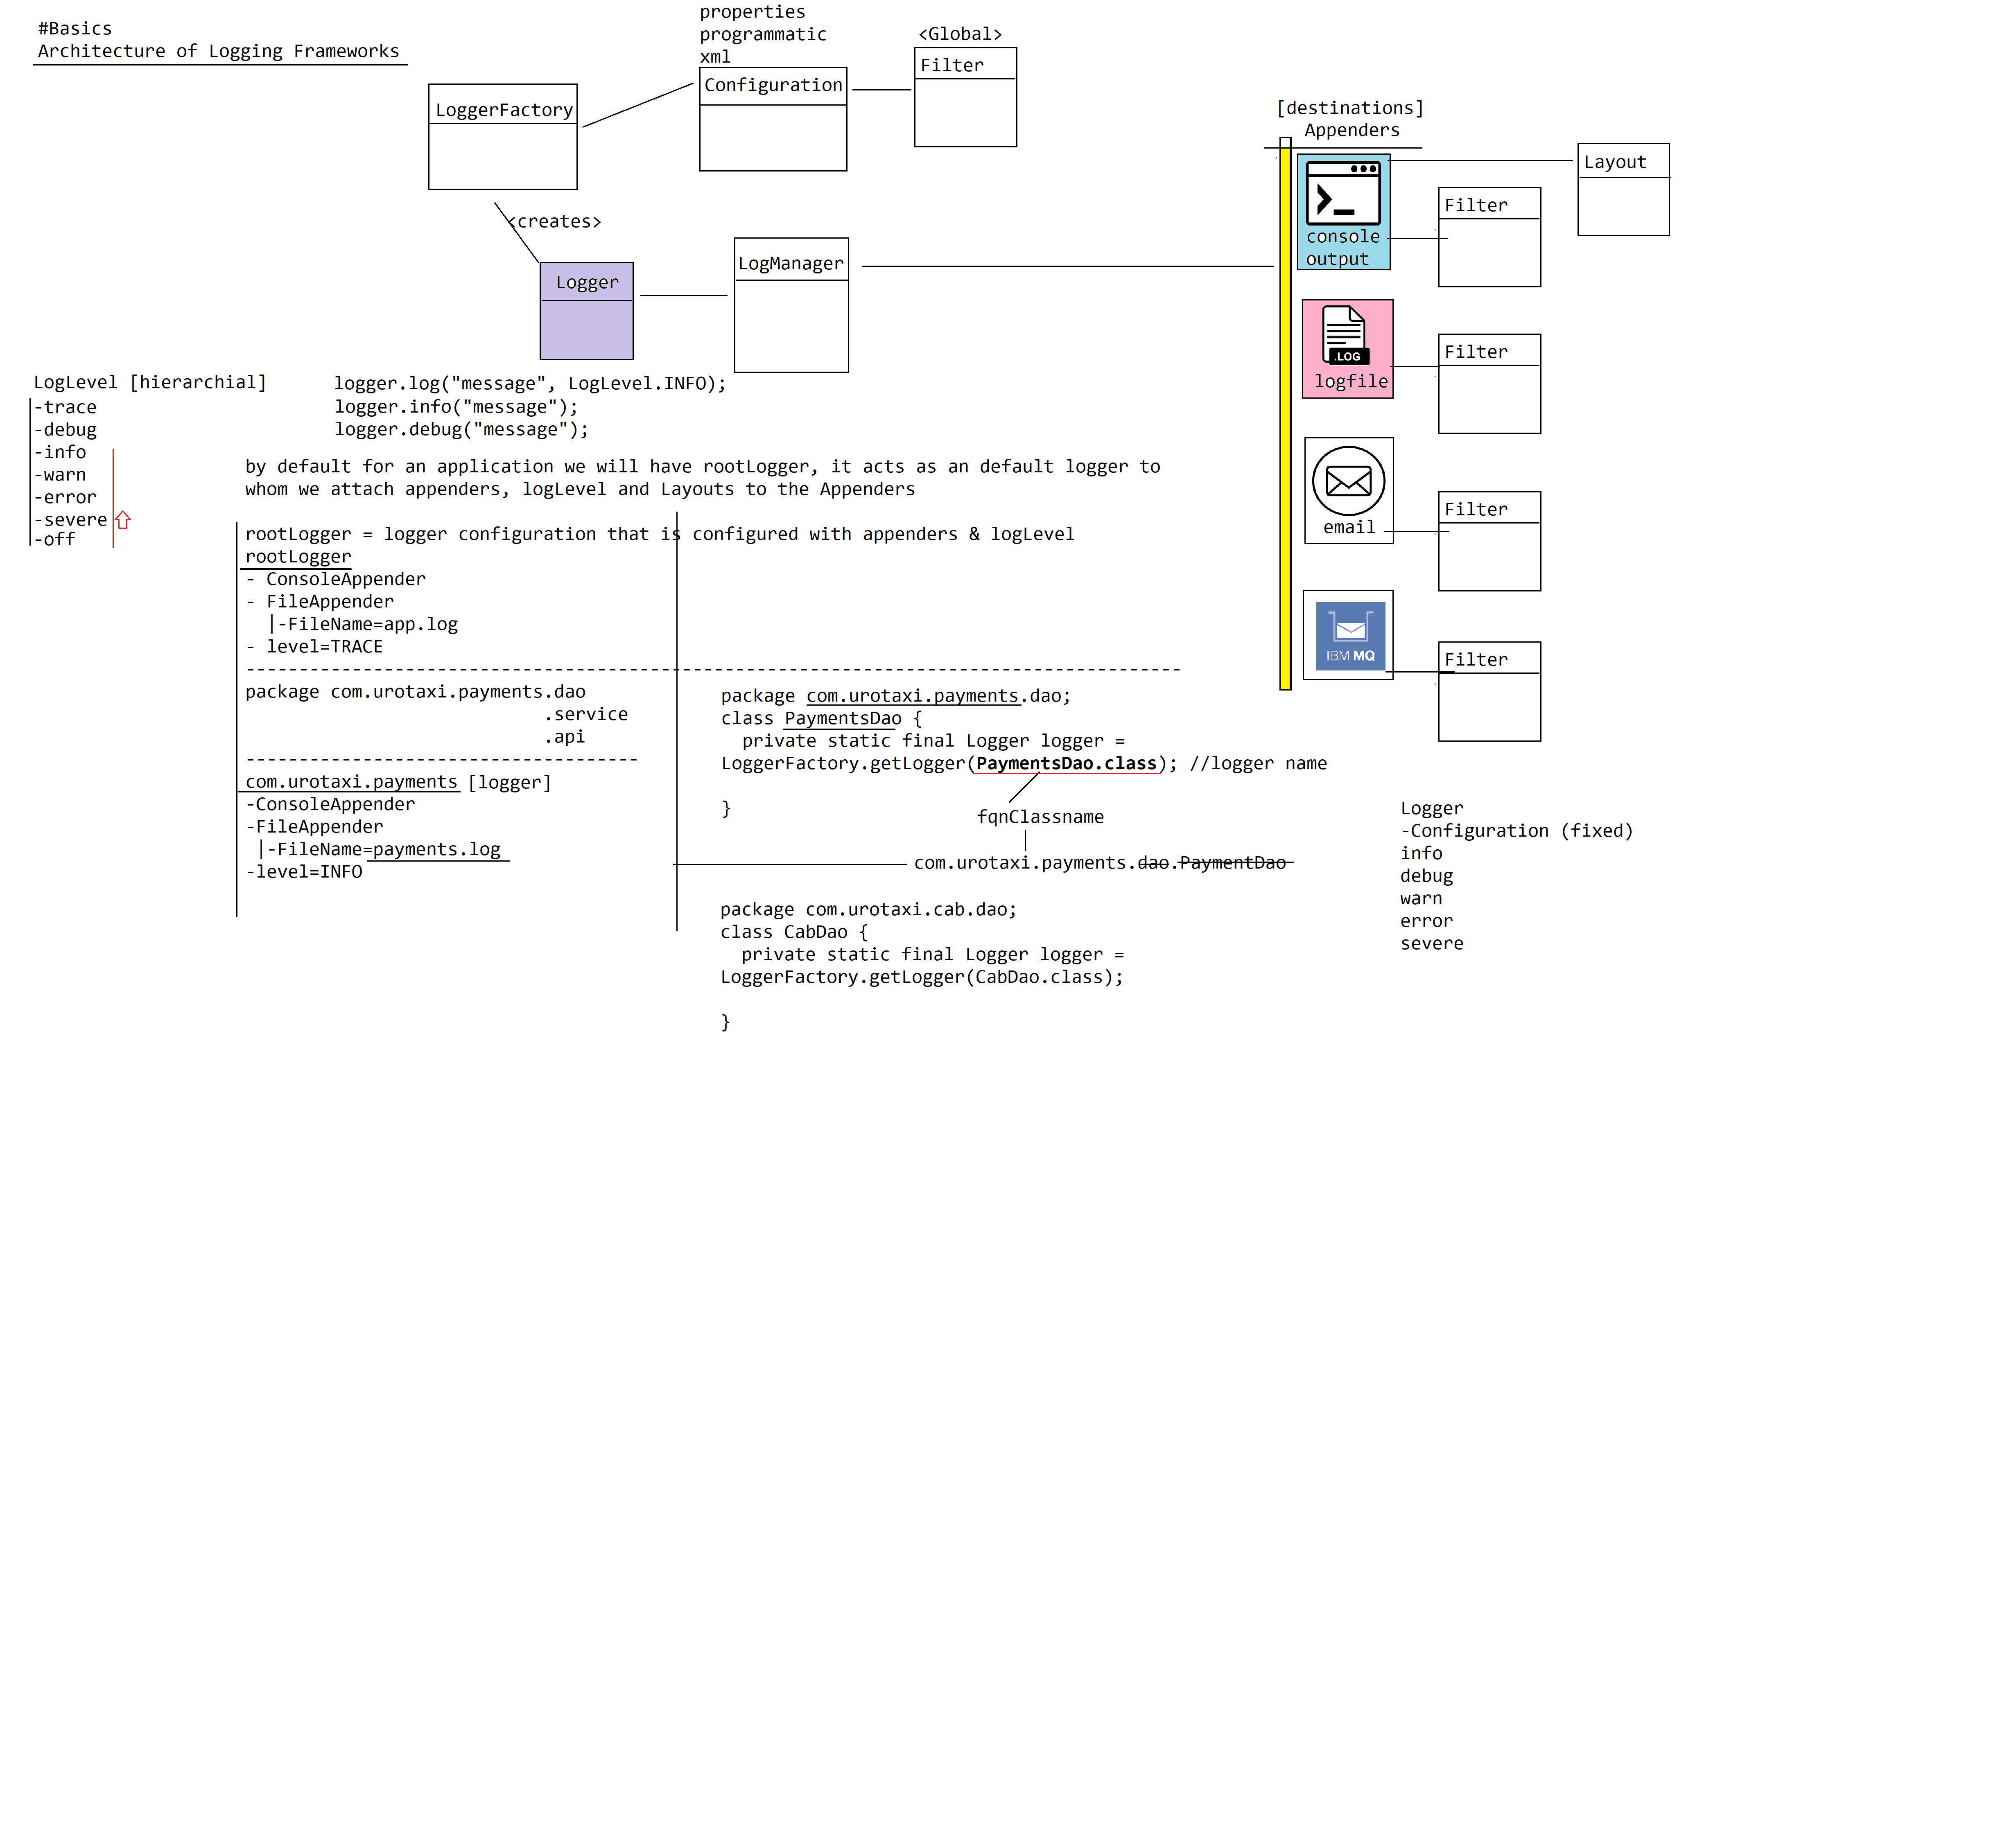 #Basics
Architecture of Logging Frameworks
properties
programmatic
xml
Configuration
<Global>
Filter
LoggerFactory
<creates>
Logger
LogManager
[destinations]
Appenders
console
output
Layout
Filter
.LOG
logfile
Filter
email
Filter
IBM MQ
Filter
LogLevel [hierarchial]
-trace
-debug
-info
-warn
-error
-severe
-off
logger.log("message", LogLevel.INFO);
logger.info("message");
logger.debug("message");
by default for an application we will have rootLogger, it acts as an default logger to
whom we attach appenders, logLevel and Layouts to the Appenders
rootLogger = logger configuration that is configured with appenders & logLevel
rootLogger
- ConsoleAppender
- FileAppender
|-FileName=app.log
- level=TRACE
----------------------------------------------------------------------------------------
package com.urotaxi.payments.dao
.service
.api
-------------------------------------
com.urotaxi.payments [logger]
-ConsoleAppender
-FileAppender
|-FileName=payments.log
-level=INFO
package com.urotaxi.payments.dao;
class PaymentsDao {
private static final Logger logger =
LoggerFactory.getLogger(PaymentsDao.class); //logger name
}
fqnClassname
com.urotaxi.payments.dao.PaymentDao
package com.urotaxi.cab.dao;
class CabDao {
private static final Logger logger =
LoggerFactory.getLogger(CabDao.class);
}
Logger
-Configuration (fixed)
info
debug
warn
error
severe